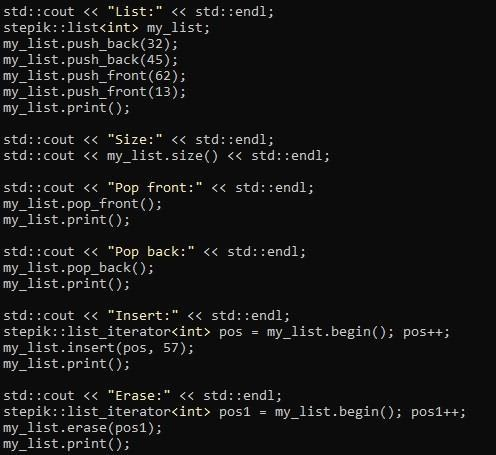 std::cout << "List:" << std::endl;
stepik::list<int> my_list;
my_list.push_back(32);
my_list.push_back(45);
my_list.push_front(62);
my_list.push_front(13);
my_list.print();

std::cout << "Size:" << std::endl;
std::cout << my_list.size() << std::endl;

std::cout << "Pop front:" << std::endl;
my_list.pop_front();
my_list.print();

std::cout << "Pop back:" << std::endl;
my_list.pop_back();
my_list.print();

std::cout << "Insert:" << std::endl;
stepik::list_iterator<int> pos = my_list.begin(); pos++;
my_list.insert(pos, 57);
my_list.print();

std::cout << "Erase:" << std::endl;
stepik::list_iterator<int> pos1 = my_list.begin(); pos1++;
my_list.erase(pos1);
my_list.print();